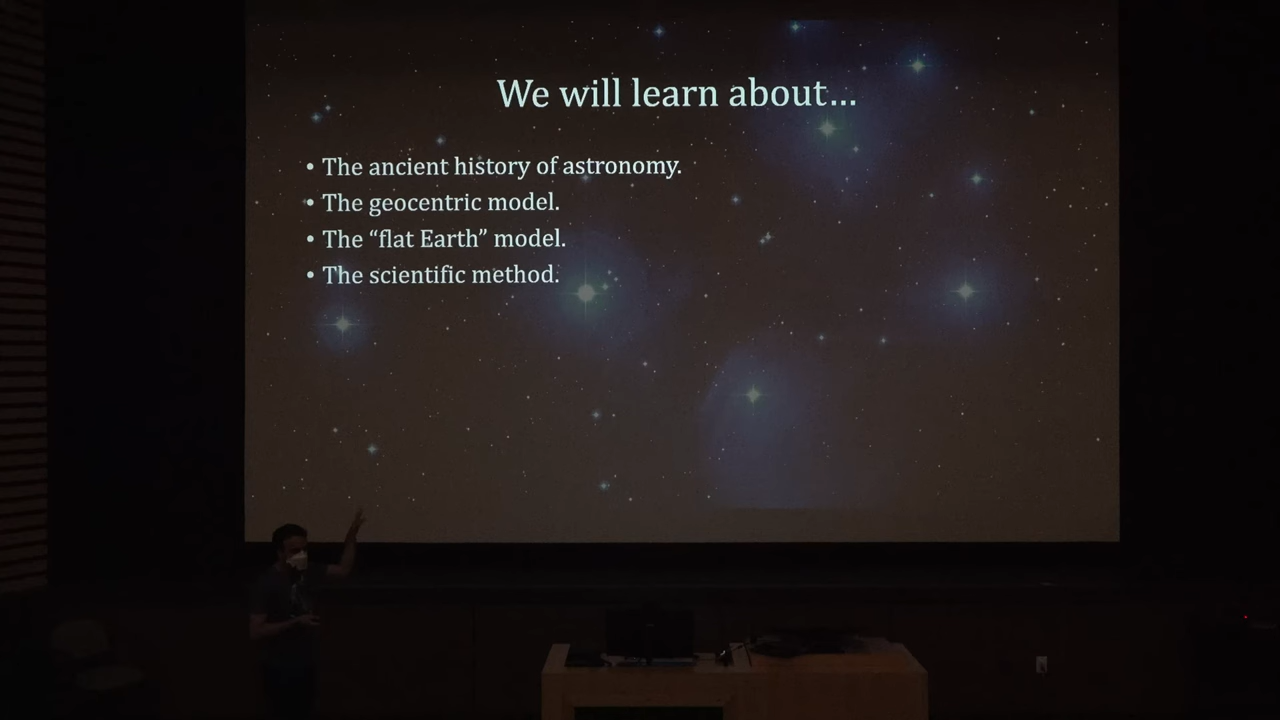 We will learn about…
• The ancient history of astronomy.
• The geocentric model.
• The “flat Earth” model.
• The scientific method.